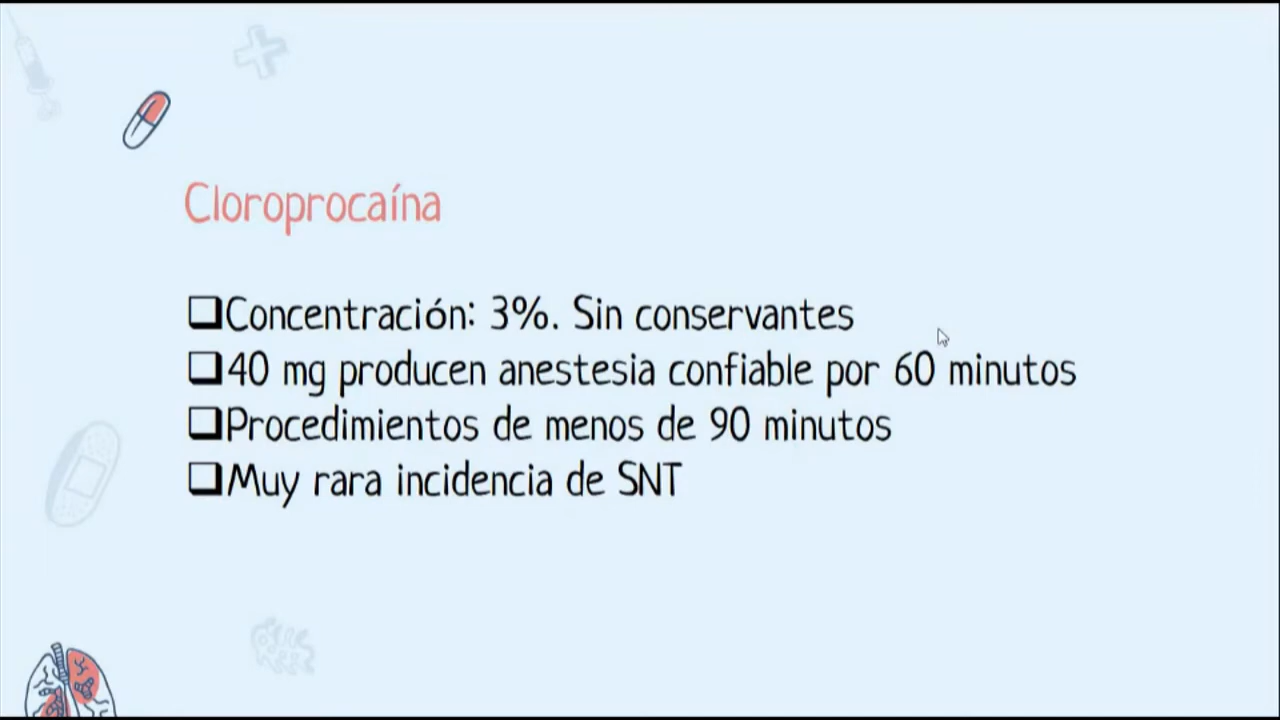 Cloroprocaína
❑Concentración: 3%. Sin conservantes
❑40 mg producen anestesia confiable por 60 minutos
❑Procedimientos de menos de 90 minutos
❑Muy rara incidencia de SNT